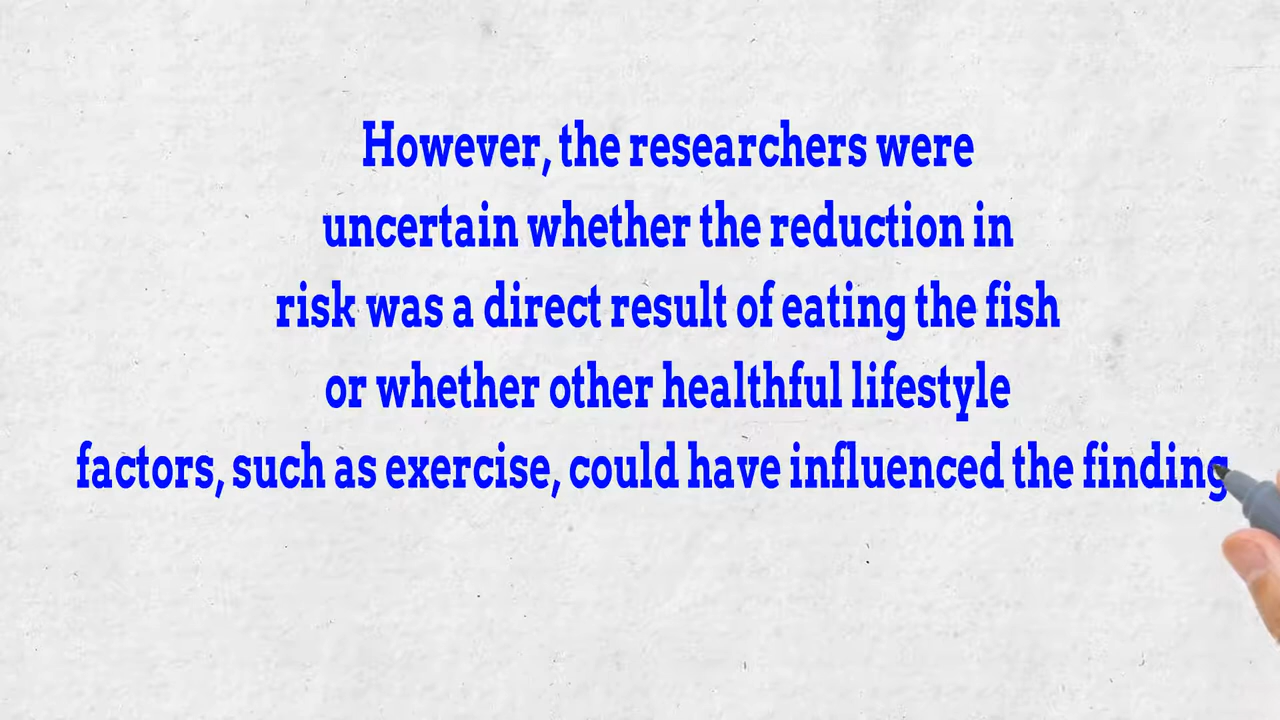 However, the researchers were
uncertain whether the reduction in
risk was a direct result of eating the fish
or whether other healthful lifestyle
factors, such as exercise, could have influenced the finding